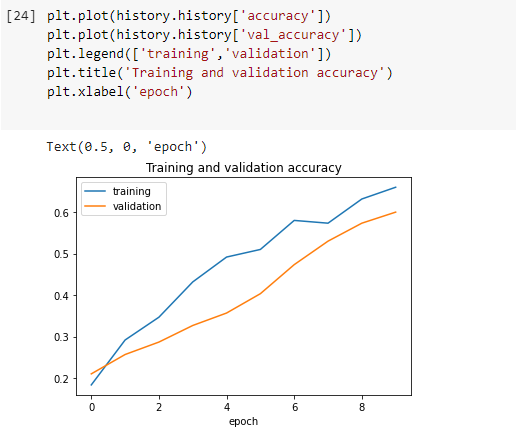 [24] plt.plot(history.history['accuracy'])
plt.plot(history.history['val_accuracy'])
plt.legend(['training','validation'])
plt.title('Training and validation accuracy')
plt.xlabel('epoch')
Text(0.5, 0, 'epoch')
Training and validation accuracy
training
validation
0.6
0.5
0.4
0.3
0.2
0 2 4 6 8
epoch